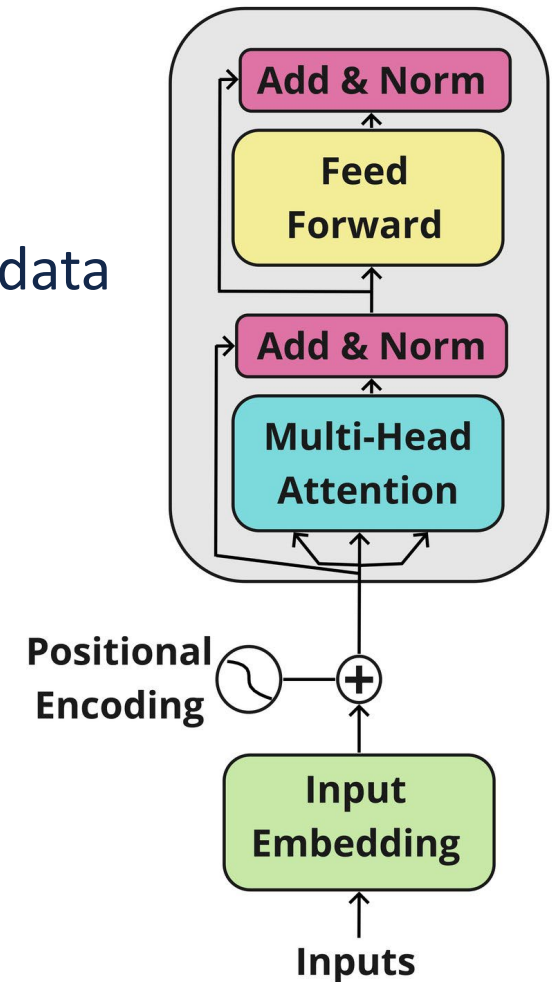 Add & Norm
Feed
Forward
data
Add & Norm
Multi-Head
Attention
Positional
Encoding
Input
Embedding
Inputs